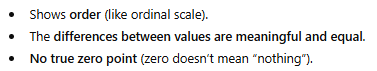 • Shows order (like ordinal scale).
• The differences between values are meaningful and equal.
• No true zero point (zero doesn’t mean “nothing”).